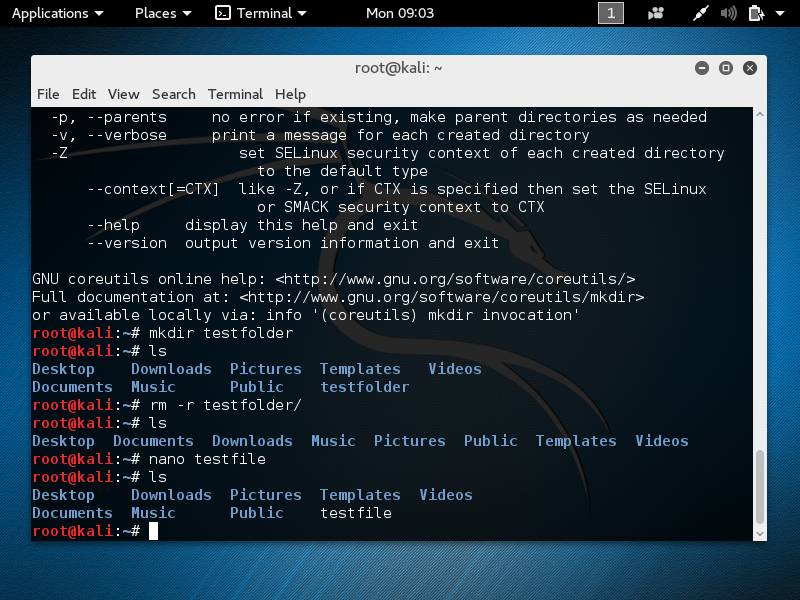 Applications Places Terminal Mon 09:03 1
root@kali: ~
File Edit View Search Terminal Help
-p, --parents     no error if existing, make parent directories as needed
-v, --verbose     print a message for each created directory
-Z                   set SELinux security context of each created directory
to the default type
--context[=CTX]  like -Z, or if CTX is specified then set the SELinux
or SMACK security context to CTX
--help     display this help and exit
--version  output version information and exit
GNU coreutils online help: <http://www.gnu.org/software/coreutils/>
Full documentation at: <http://www.gnu.org/software/coreutils/mkdir>
or available locally via: info '(coreutils) mkdir invocation'
root@kali:~# mkdir testfolder
root@kali:~# ls
Desktop    Downloads  Pictures  Templates   Videos
Documents  Music      Public    testfolder
root@kali:~# rm -r testfolder/
root@kali:~# ls
Desktop  Documents  Downloads  Music  Pictures  Public  Templates  Videos
root@kali:~# nano testfile
root@kali:~# ls
Desktop    Downloads  Pictures  Templates  Videos
Documents  Music      Public    testfile
root@kali:~#